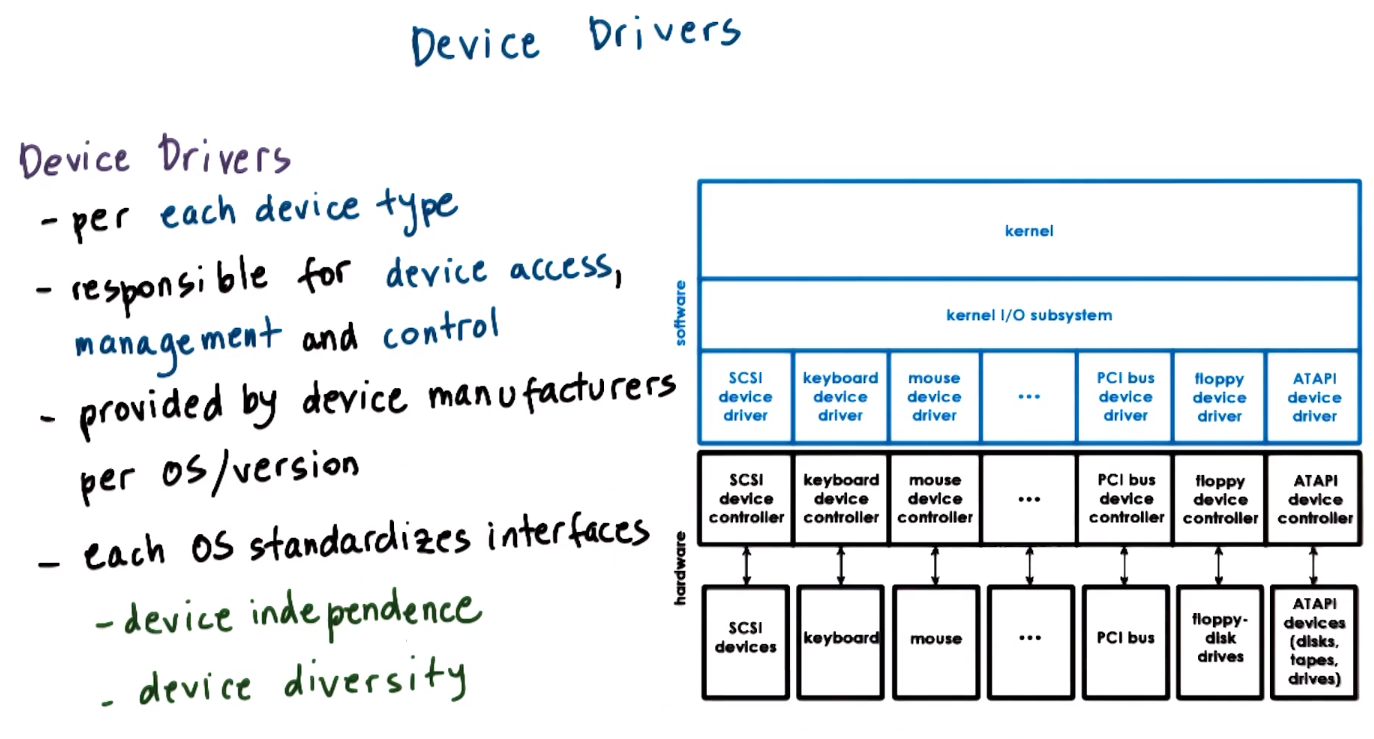 Device Drivers
Device Drivers
- per each device type
- responsible for device access,
management and control
- provided by device manufacturers
per OS/version
- each OS standardizes interfaces
- device independence
- device diversity
software
kernel
kernel I/O subsystem
SCSI
device
driver
keyboard
device
driver
mouse
device
driver
...
PCI bus
device
driver
floppy
device
driver
ATAPI
device
driver
hardware
SCSI
device
controller
keyboard
device
controller
mouse
device
controller
...
PCI bus
device
controller
floppy
device
controller
ATAPI
device
controller
SCSI
devices
keyboard
mouse
...
PCI bus
floppy-
disk
drives
ATAPI
devices
(disks,
tapes,
drives)